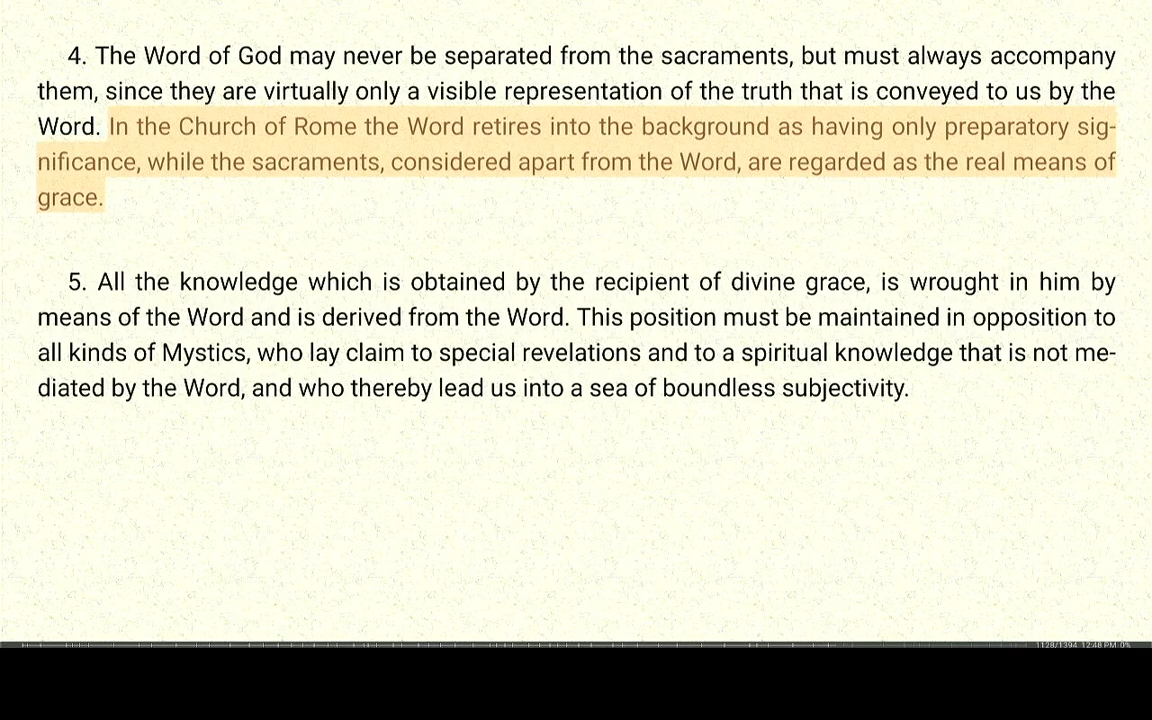 4. The Word of God may never be separated from the sacraments, but must always accompany
them, since they are virtually only a visible representation of the truth that is conveyed to us by the
Word. In the Church of Rome the Word retires into the background as having only preparatory sig-
nificance, while the sacraments, considered apart from the Word, are regarded as the real means of
grace.
5. All the knowledge which is obtained by the recipient of divine grace, is wrought in him by
means of the Word and is derived from the Word. This position must be maintained in opposition to
all kinds of Mystics, who lay claim to special revelations and to a spiritual knowledge that is not me-
diated by the Word, and who thereby lead us into a sea of boundless subjectivity.
1128/1394 12:48 PM 0%